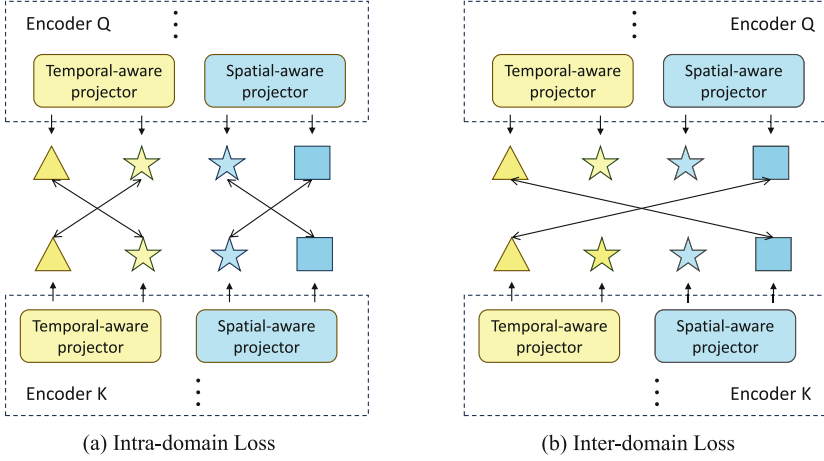 Encoder Q
Temporal-aware
projector
Spatial-aware
projector
Temporal-aware
projector
Spatial-aware
projector
Encoder K
(a) Intra-domain Loss
Encoder Q
Temporal-aware
projector
Spatial-aware
projector
Temporal-aware
projector
Spatial-aware
projector
Encoder K
(b) Inter-domain Loss